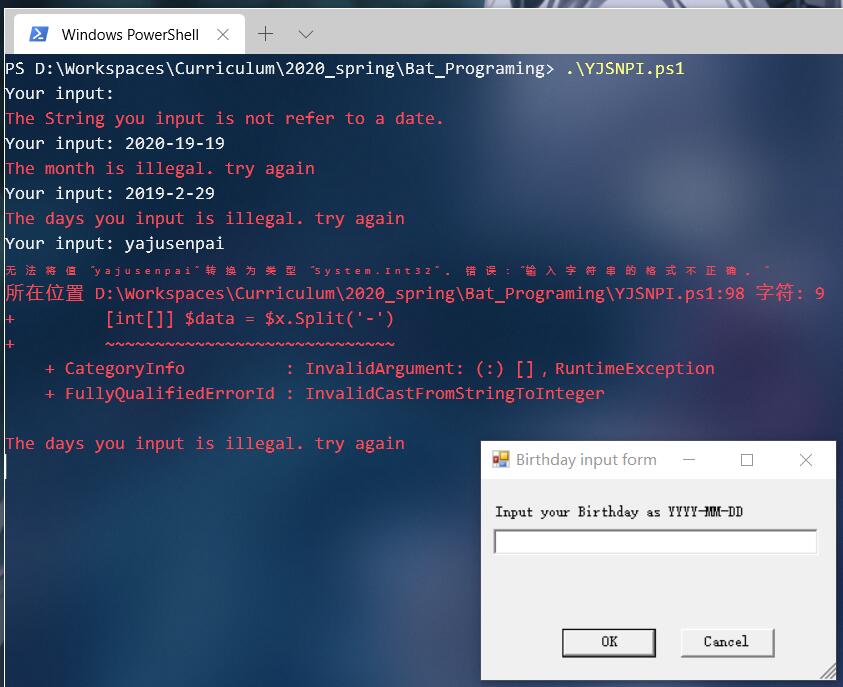 Windows PowerShell
PS D:\Workspaces\Curriculum\2020_spring\Bat_Programing> .\YJSNPI.ps1
Your input:
The String you input is not refer to a date.
Your input: 2020-19-19
The month is illegal. try again
Your input: 2019-2-29
The days you input is illegal. try again
Your input: yajusenpai
无法将值“yajusenpai”转换为类型“System.Int32”。错误:“输入字符串的格式不正确。”
所在位置 D:\Workspaces\Curriculum\2020_spring\Bat_Programing\YJSNPI.ps1:98 字符: 9
+         [int[]] $data = $x.Split('-')
+         ~~~~~~~~~~~~~~~~~~~~~~~~~~~~~
    + CategoryInfo          : InvalidArgument: (:) [], RuntimeException
    + FullyQualifiedErrorId : InvalidCastFromStringToInteger
The days you input is illegal. try again
Birthday input form
Input your Birthday as YYYY-MM-DD
OK Cancel